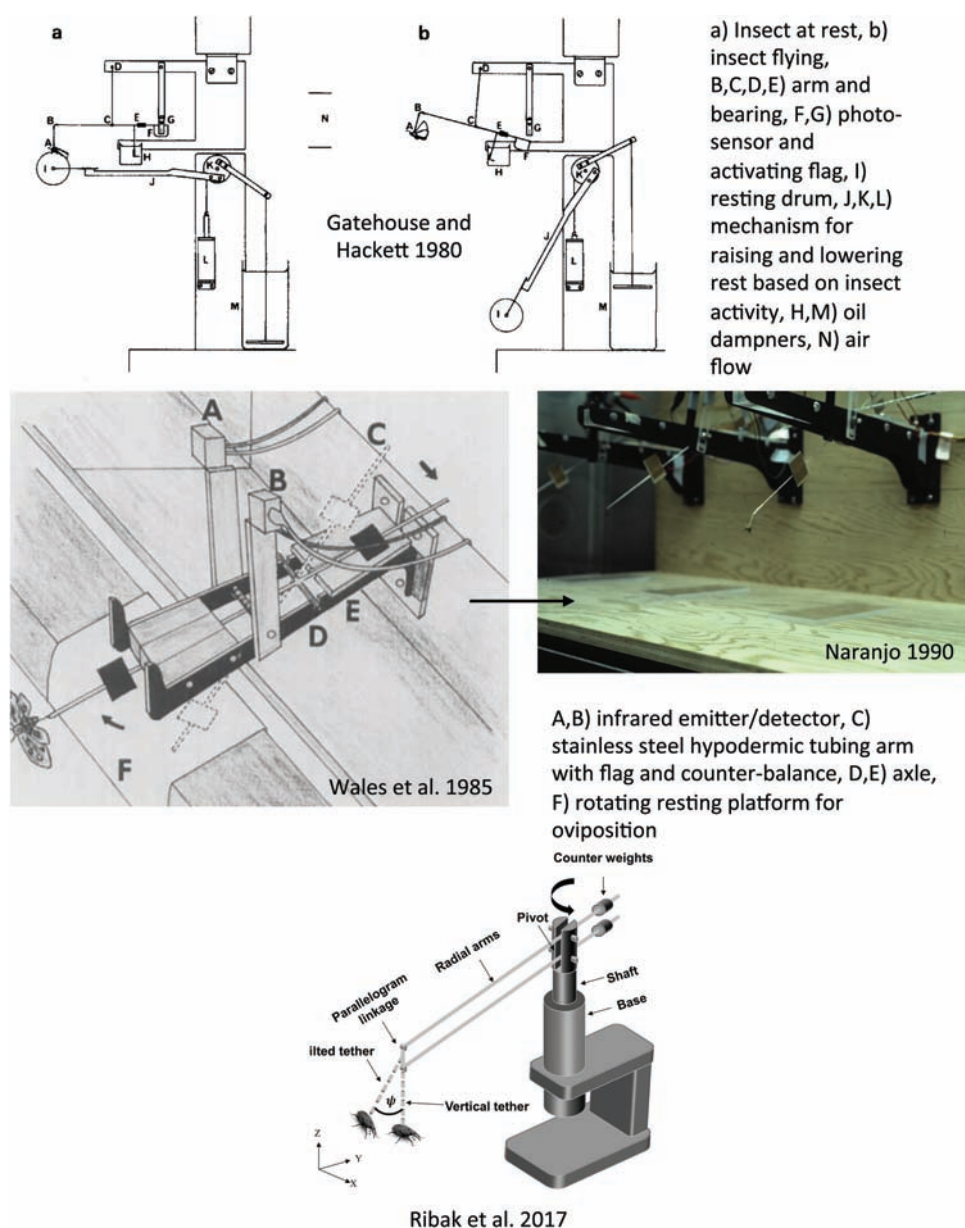 a
b
D
D
B
C
E
F
G
B
C
E
G
N
A
F
A
L
H
H
I
K
K
J
J
L
L
M
M
I
Gatehouse and
Hackett 1980
a) Insect at rest, b)
insect flying,
B,C,D,E) arm and
bearing, F,G) photo-
sensor and
activating flag, I)
resting drum, J,K,L)
mechanism for
raising and lowering
rest based on insect
activity, H,M) oil
dampners, N) air
flow
A
B
C
D
E
F
Wales et al. 1985
Naranjo 1990
A,B) infrared emitter/detector, C)
stainless steel hypodermic tubing arm
with flag and counter-balance, D,E) axle,
F) rotating resting platform for
oviposition
Counter weights
Pivot
Radial arms
Shaft
Base
Parallelogram
linkage
ilted tether
ψ
Vertical tether
Z
Y
X
Ribak et al. 2017